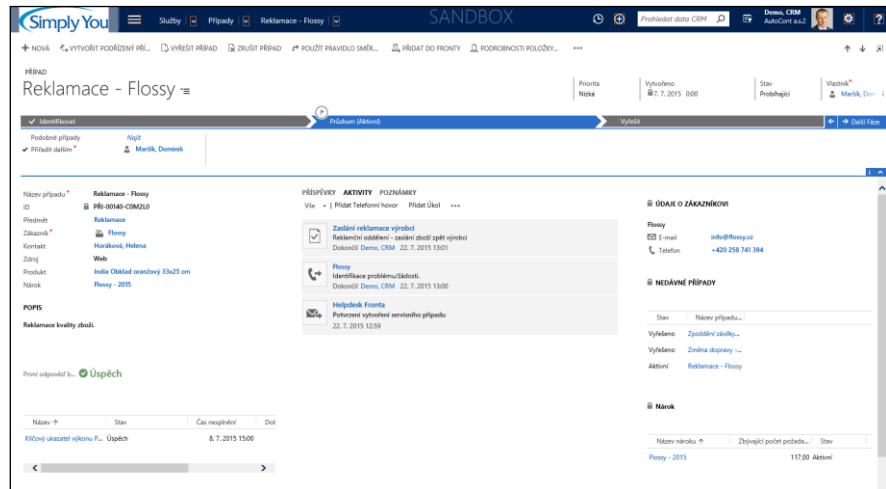 Simply You Služby Případy Reklamace - Flossy SANDBOX Prohledat data CRM Demo, CRM
AutoCont a.s.2 ?
NOVÁ VYTVOŘIT PODŘÍZENÝ PŘÍ... VYŘEŠIT PŘÍPAD ZRUŠIT PŘÍPAD POUŽÍT PRAVIDLO SMĚR... PŘIDAT DO FRONTY PODROBNOSTI POLOŽKY... ...
PŘÍPAD
Reklamace - Flossy
Priorita Vytvořeno Stav Vlastník*
Nízká 7. 7. 2015 0:00 Probíhající Maršík, Dom
Identifikovat Průzkum (Aktivní) Vyřešit Další Fáze
Podobné případy Najít
Přiřadit dalším * Maršík, Dominik
Název případu * Reklamace - Flossy
ID PŘI-00140-C0M2L0
Předmět Reklamace
Zákazník * Flossy
Kontakt Horáková, Helena
Zdroj Web
Produkt India Obklad oranžový 33x25 cm
Nárok Flossy - 2015
POPIS
Reklamace kvality zboží.
První odpověď b... Úspěch
Název Stav Čas nesplnění Dol
Klíčový ukazatel výkonu P... Úspěch 8. 7. 2015 15:00
PŘÍSPĚVKY AKTIVITY POZNÁMKY
Vše | Přidat Telefonní hovor Přidat Úkol ...
Zaslání reklamace výrobci
Reklemční oddělení - zaslání zboží zpět výrobci
Dokončil Demo, CRM 22. 7. 2015 13:01
Flossy
Identifikace problému/žádosti.
Dokončil Demo, CRM 22. 7. 2015 13:00
Helpdesk Fronta
Potvrzení vytvoření servisního případu
22. 7. 2015 12:59
ÚDAJE O ZÁKAZNÍKOVI
Flossy
E-mail info@flossy.cz
Telefon +420 258 741 394
NEDÁVNÉ PŘÍPADY
Stav Název případu...
Vyřešeno Zpoždění zásilky...
Vyřešeno Změna dopravy -...
Aktivní Reklamace - Flossy
Nárok
Název nároku Zbývající počet požada... Stav
Flossy - 2015 117,00 Aktivní